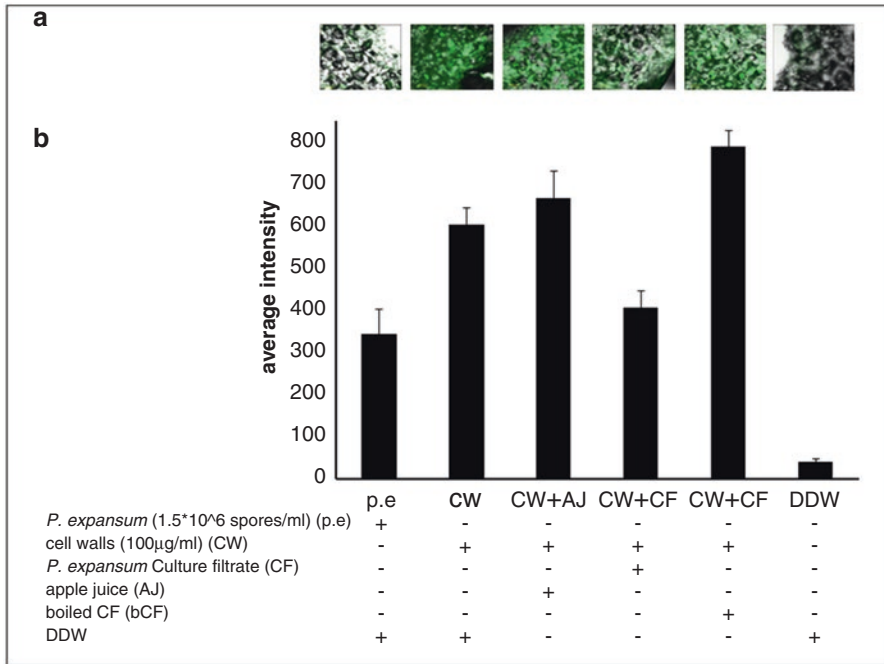 a
b
800
700
600
500
400
300
200
100
0
average intensity
p.e CW CW+AJ CW+CF CW+CF DDW
P. expansum (1.5*10^6 spores/ml) (p.e) + - - - - -
cell walls (100µg/ml) (CW) - + + + + -
P. expansum Culture filtrate (CF) - - - + - -
apple juice (AJ) - - + - - -
boiled CF (bCF) - - - - + -
DDW + + - - - +